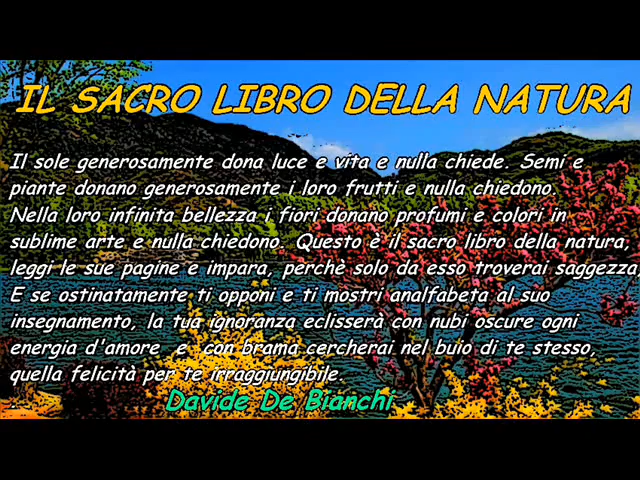 IL SACRO LIBRO DELLA NATURA
Il sole generosamente dona luce e vita e nulla chiede. Semi e
piante donano generosamente i loro frutti e nulla chiedono.
Nella loro infinita bellezza i fiori donano profumi e colori in
sublime arte e nulla chiedono. Questo è il sacro libro della natura,
leggi le sue pagine e impara, perchè solo da esso troverai saggezza,
E se ostinatamente ti opponi e ti mostri analfabeta al suo
insegnamento, la tua ignoranza eclisserà con nubi oscure ogni
energia d'amore e con brama cercherai nel buio di te stesso,
quella felicità per te irraggiungibile.
Davide De Bianchi